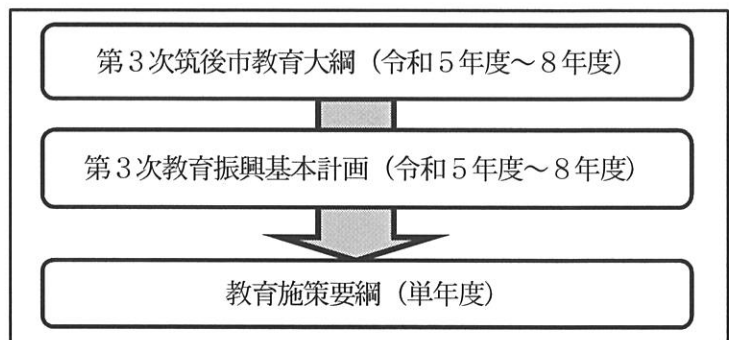 第3次筑後市教育大綱（令和5年度～8年度）
第3次教育振興基本計画（令和5年度～8年度）
教育施策要綱（単年度）